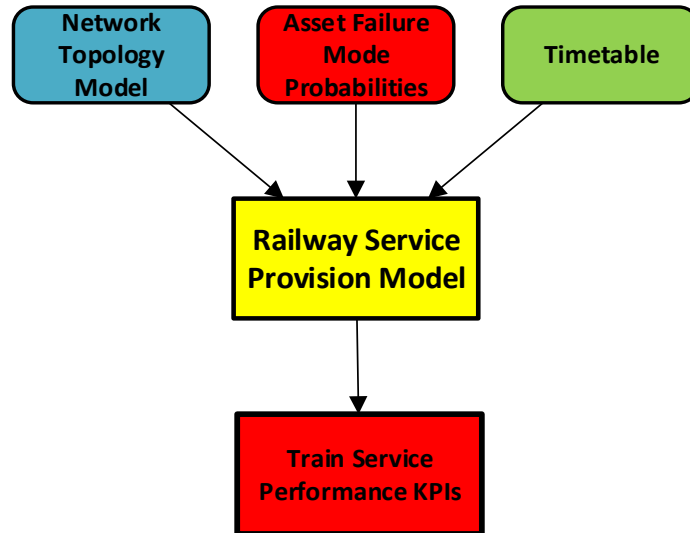 Network
Topology
Model
Asset Failure
Mode
Probabilities
Timetable
Railway Service
Provision Model
Train Service
Performance KPIs